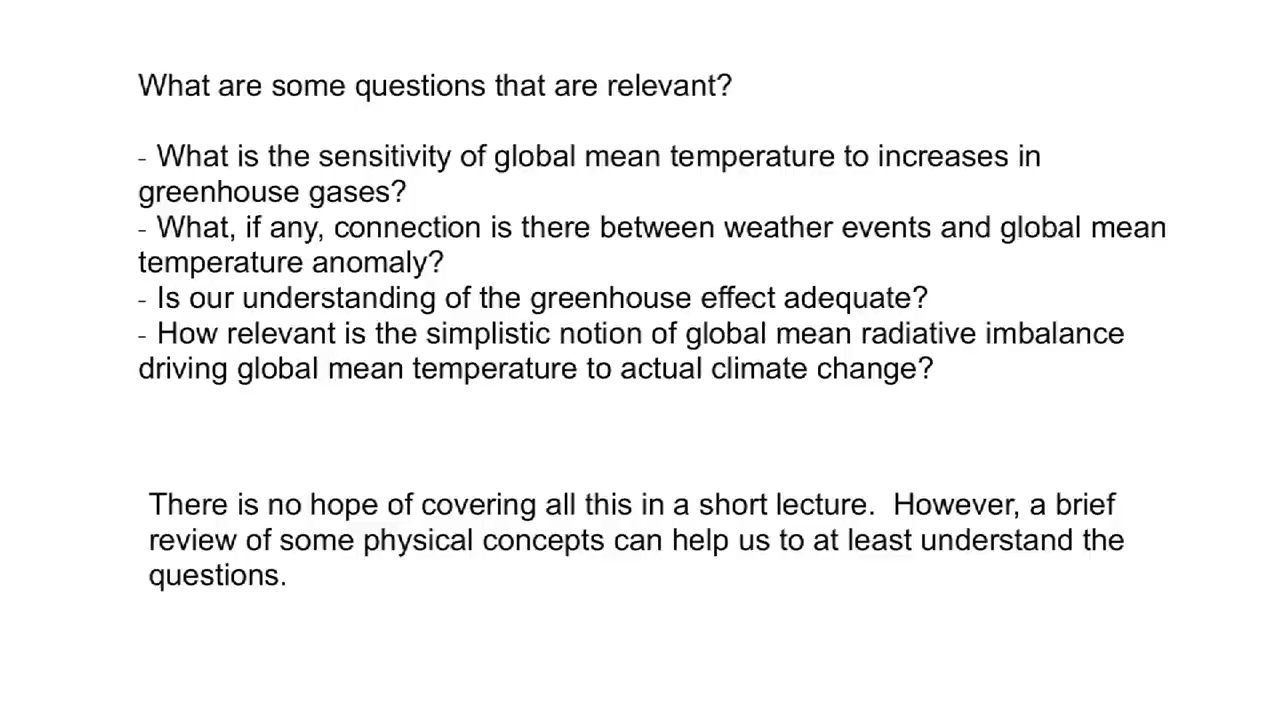 What are some questions that are relevant?
- What is the sensitivity of global mean temperature to increases in
greenhouse gases?
- What, if any, connection is there between weather events and global mean
temperature anomaly?
- Is our understanding of the greenhouse effect adequate?
- How relevant is the simplistic notion of global mean radiative imbalance
driving global mean temperature to actual climate change?
There is no hope of covering all this in a short lecture.  However, a brief
review of some physical concepts can help us to at least understand the
questions.